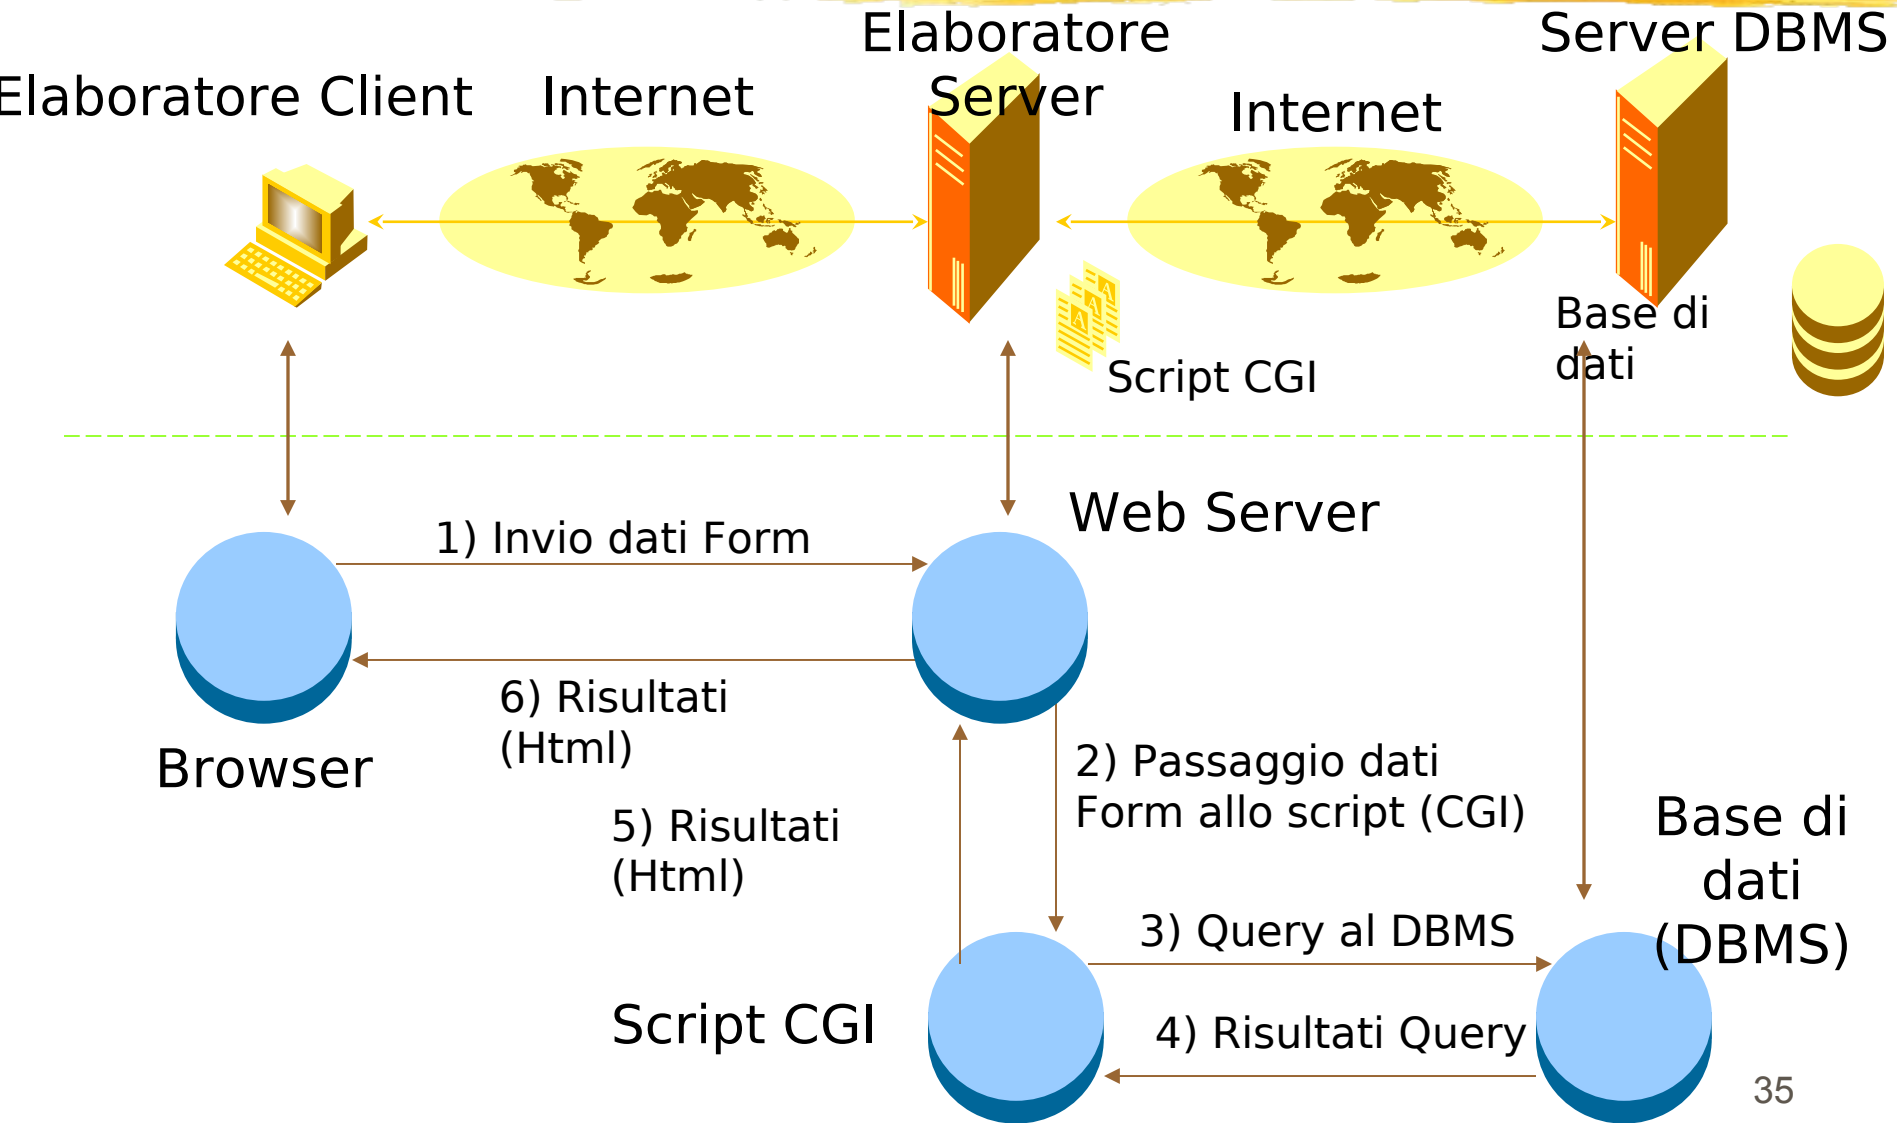 Elaboratore
Server
Server DBMS
Elaboratore Client
Internet
Internet
Base di
dati
Script CGI
Web Server
1) Invio dati Form
6) Risultati
(Html)
Browser
2) Passaggio dati
Form allo script (CGI)
5) Risultati
(Html)
Base di
dati
(DBMS)
3) Query al DBMS
Script CGI
4) Risultati Query
35
A
A
A